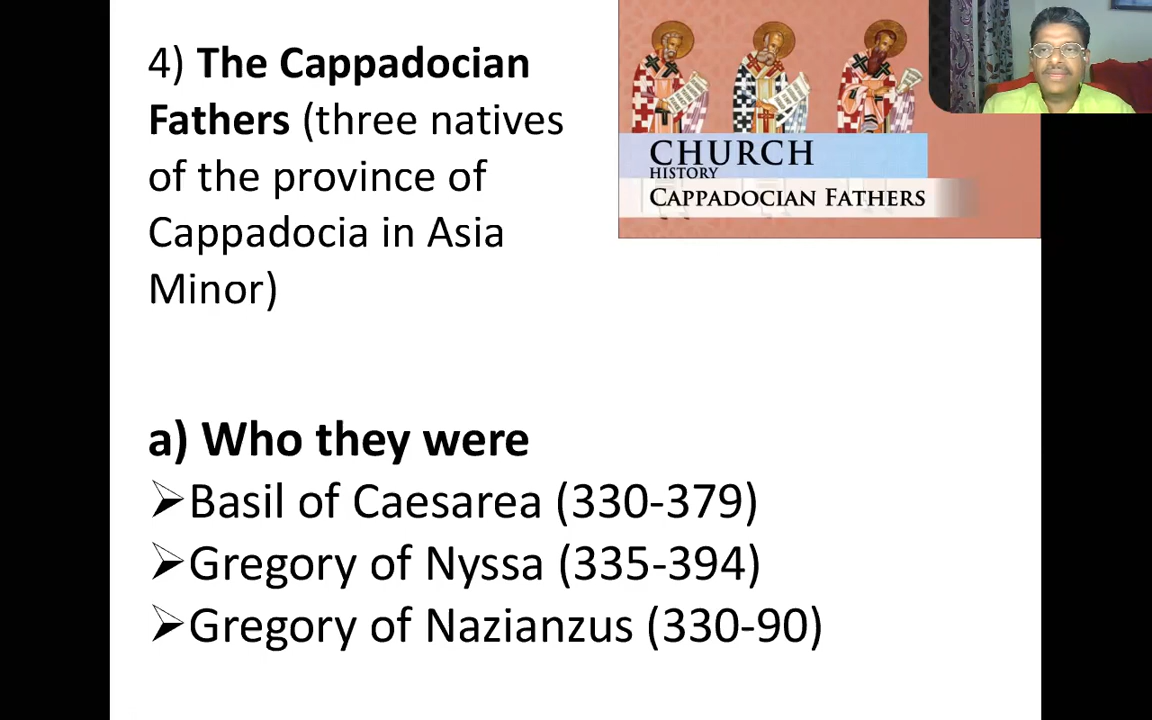 4) The Cappadocian
Fathers (three natives
of the province of
Cappadocia in Asia
Minor)
CHURCH
HISTORY
CAPPADOCIAN FATHERS
a) Who they were
➢Basil of Caesarea (330-379)
➢Gregory of Nyssa (335-394)
➢Gregory of Nazianzus (330-90)